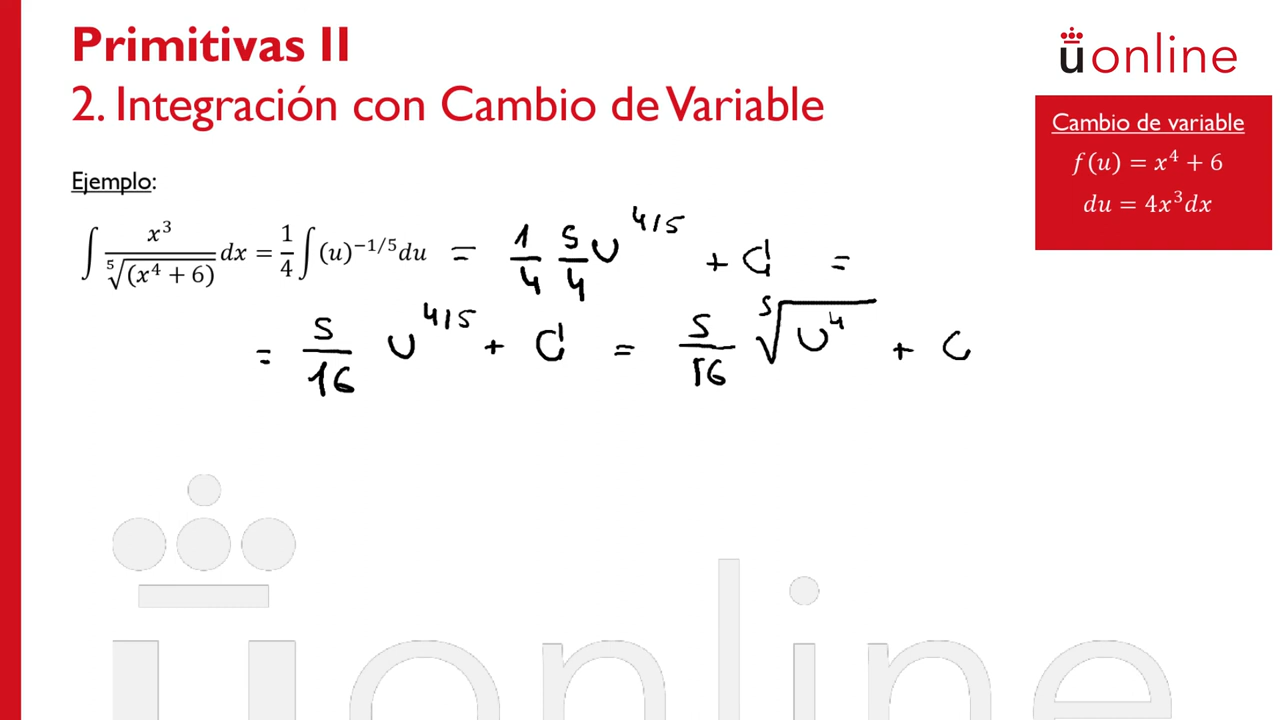 Primitivas II
2. Integración con Cambio de Variable
üonline
Cambio de variable
f(u) = x⁴ + 6
du = 4x³dx
Ejemplo:
∫ x³ / ⁵√(x⁴ + 6) dx = 1/4 ∫ (u)^−1/5 du = 1/4 5/4 u^4/5 + C =
= 5/16 u^4/5 + C = 5/16 ⁵√u⁴ + C
üonline